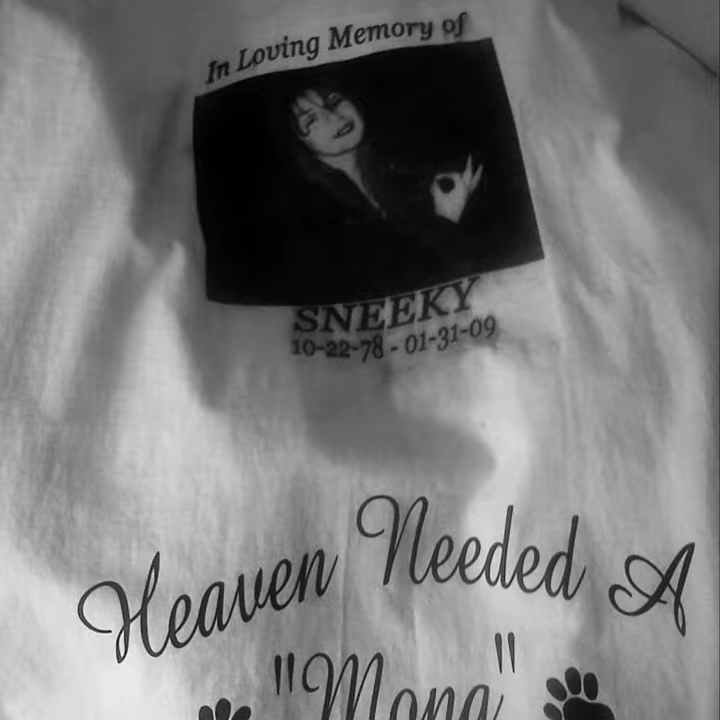 In Loving Memory of
SNEEKY
10-22-78 - 01-31-09
Heaven Needed A
"Mona"